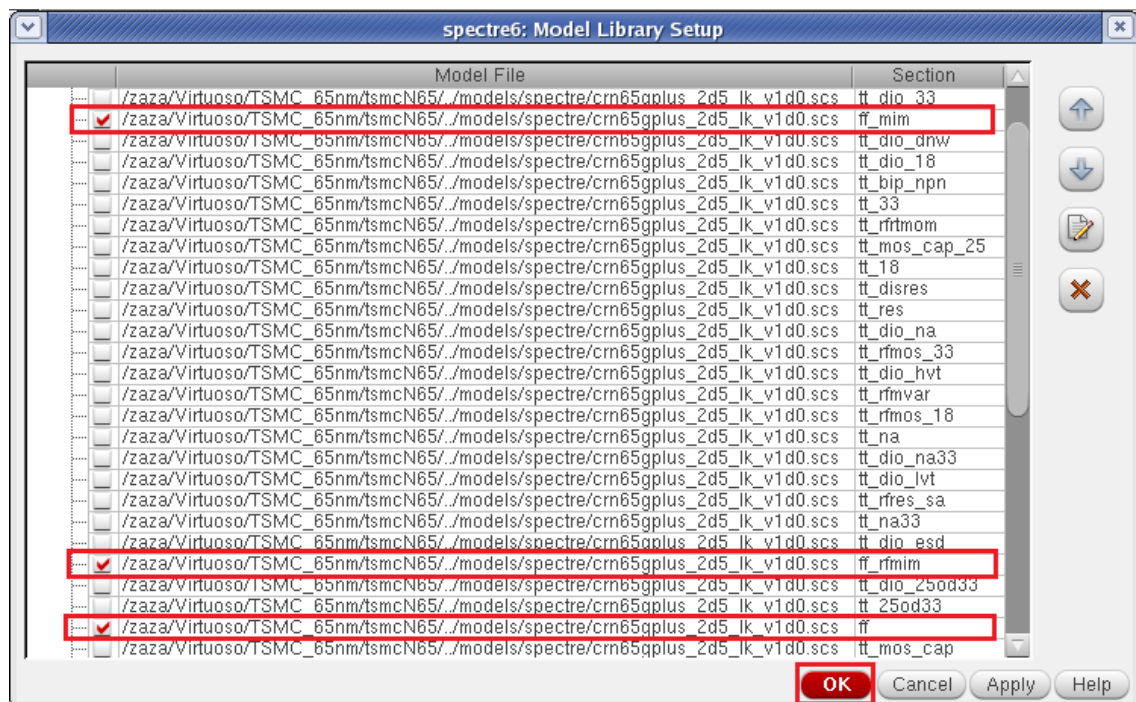 spectre6: Model Library Setup
Model File Section
/zaza/Virtuoso/TSMC_65nm/tsmcN65/../models/spectre/crn65gplus_2d5_lk_v1d0.scs tt_dio_33
/zaza/Virtuoso/TSMC_65nm/tsmcN65/../models/spectre/crn65gplus_2d5_lk_v1d0.scs ff_mim
/zaza/Virtuoso/TSMC_65nm/tsmcN65/../models/spectre/crn65gplus_2d5_lk_v1d0.scs tt_dio_dnw
/zaza/Virtuoso/TSMC_65nm/tsmcN65/../models/spectre/crn65gplus_2d5_lk_v1d0.scs tt_dio_18
/zaza/Virtuoso/TSMC_65nm/tsmcN65/../models/spectre/crn65gplus_2d5_lk_v1d0.scs tt_bip_npn
/zaza/Virtuoso/TSMC_65nm/tsmcN65/../models/spectre/crn65gplus_2d5_lk_v1d0.scs tt_33
/zaza/Virtuoso/TSMC_65nm/tsmcN65/../models/spectre/crn65gplus_2d5_lk_v1d0.scs tt_rfrtmom
/zaza/Virtuoso/TSMC_65nm/tsmcN65/../models/spectre/crn65gplus_2d5_lk_v1d0.scs tt_mos_cap_25
/zaza/Virtuoso/TSMC_65nm/tsmcN65/../models/spectre/crn65gplus_2d5_lk_v1d0.scs tt_18
/zaza/Virtuoso/TSMC_65nm/tsmcN65/../models/spectre/crn65gplus_2d5_lk_v1d0.scs tt_disres
/zaza/Virtuoso/TSMC_65nm/tsmcN65/../models/spectre/crn65gplus_2d5_lk_v1d0.scs tt_res
/zaza/Virtuoso/TSMC_65nm/tsmcN65/../models/spectre/crn65gplus_2d5_lk_v1d0.scs tt_dio_na
/zaza/Virtuoso/TSMC_65nm/tsmcN65/../models/spectre/crn65gplus_2d5_lk_v1d0.scs tt_rfmos_33
/zaza/Virtuoso/TSMC_65nm/tsmcN65/../models/spectre/crn65gplus_2d5_lk_v1d0.scs tt_dio_hvt
/zaza/Virtuoso/TSMC_65nm/tsmcN65/../models/spectre/crn65gplus_2d5_lk_v1d0.scs tt_rfmvar
/zaza/Virtuoso/TSMC_65nm/tsmcN65/../models/spectre/crn65gplus_2d5_lk_v1d0.scs tt_rfmos_18
/zaza/Virtuoso/TSMC_65nm/tsmcN65/../models/spectre/crn65gplus_2d5_lk_v1d0.scs tt_na
/zaza/Virtuoso/TSMC_65nm/tsmcN65/../models/spectre/crn65gplus_2d5_lk_v1d0.scs tt_dio_na33
/zaza/Virtuoso/TSMC_65nm/tsmcN65/../models/spectre/crn65gplus_2d5_lk_v1d0.scs tt_dio_lvt
/zaza/Virtuoso/TSMC_65nm/tsmcN65/../models/spectre/crn65gplus_2d5_lk_v1d0.scs tt_rfres_sa
/zaza/Virtuoso/TSMC_65nm/tsmcN65/../models/spectre/crn65gplus_2d5_lk_v1d0.scs tt_na33
/zaza/Virtuoso/TSMC_65nm/tsmcN65/../models/spectre/crn65gplus_2d5_lk_v1d0.scs tt_dio_esd
/zaza/Virtuoso/TSMC_65nm/tsmcN65/../models/spectre/crn65gplus_2d5_lk_v1d0.scs ff_rfmim
/zaza/Virtuoso/TSMC_65nm/tsmcN65/../models/spectre/crn65gplus_2d5_lk_v1d0.scs tt_dio_25od33
/zaza/Virtuoso/TSMC_65nm/tsmcN65/../models/spectre/crn65gplus_2d5_lk_v1d0.scs tt_25od33
/zaza/Virtuoso/TSMC_65nm/tsmcN65/../models/spectre/crn65gplus_2d5_lk_v1d0.scs ff
/zaza/Virtuoso/TSMC_65nm/tsmcN65/../models/spectre/crn65gplus_2d5_lk_v1d0.scs tt_mos_cap
OK Cancel Apply Help